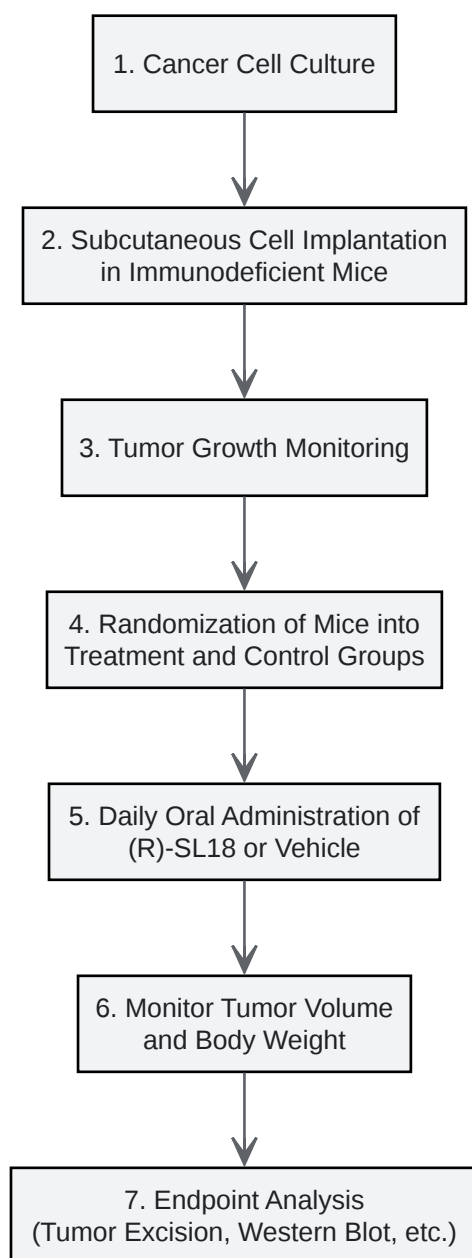 1. Cancer Cell Culture
2. Subcutaneous Cell Implantation
in Immunodeficient Mice
3. Tumor Growth Monitoring
4. Randomization of Mice into
Treatment and Control Groups
5. Daily Oral Administration of
(R)-SL18 or Vehicle
6. Monitor Tumor Volume
and Body Weight
7. Endpoint Analysis
(Tumor Excision, Western Blot, etc.)